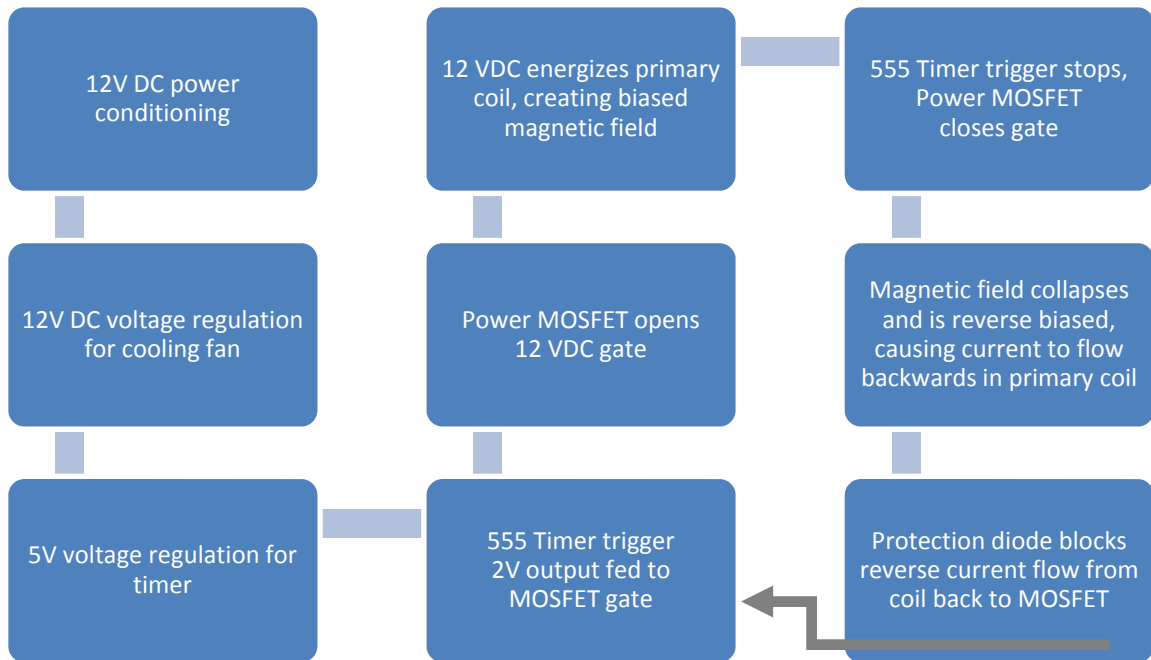 12V DC power
conditioning
12V DC voltage regulation
for cooling fan
5V voltage regulation for
timer
555 Timer trigger
2V output fed to
MOSFET gate
Power MOSFET opens
12 VDC gate
12 VDC energizes primary
coil, creating biased
magnetic field
555 Timer trigger stops,
Power MOSFET
closes gate
Magnetic field collapses
and is reverse biased,
causing current to flow
backwards in primary coil
Protection diode blocks
reverse current flow from
coil back to MOSFET